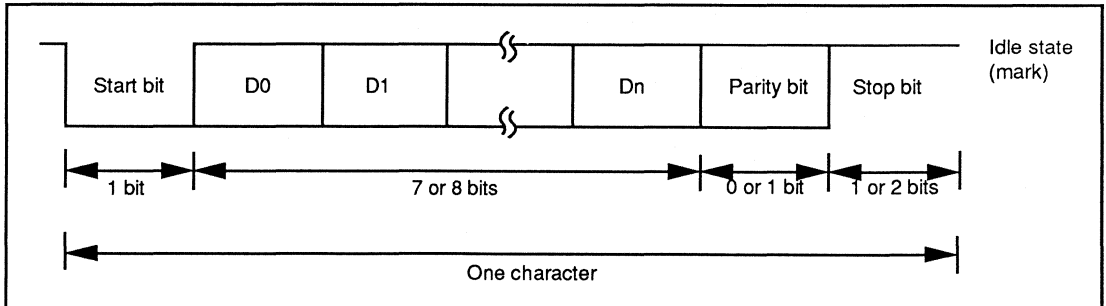 Idle state
(mark)
Start bit D0 D1 Dn Parity bit Stop bit
1 bit 7 or 8 bits 0 or 1 bit 1 or 2 bits
One character